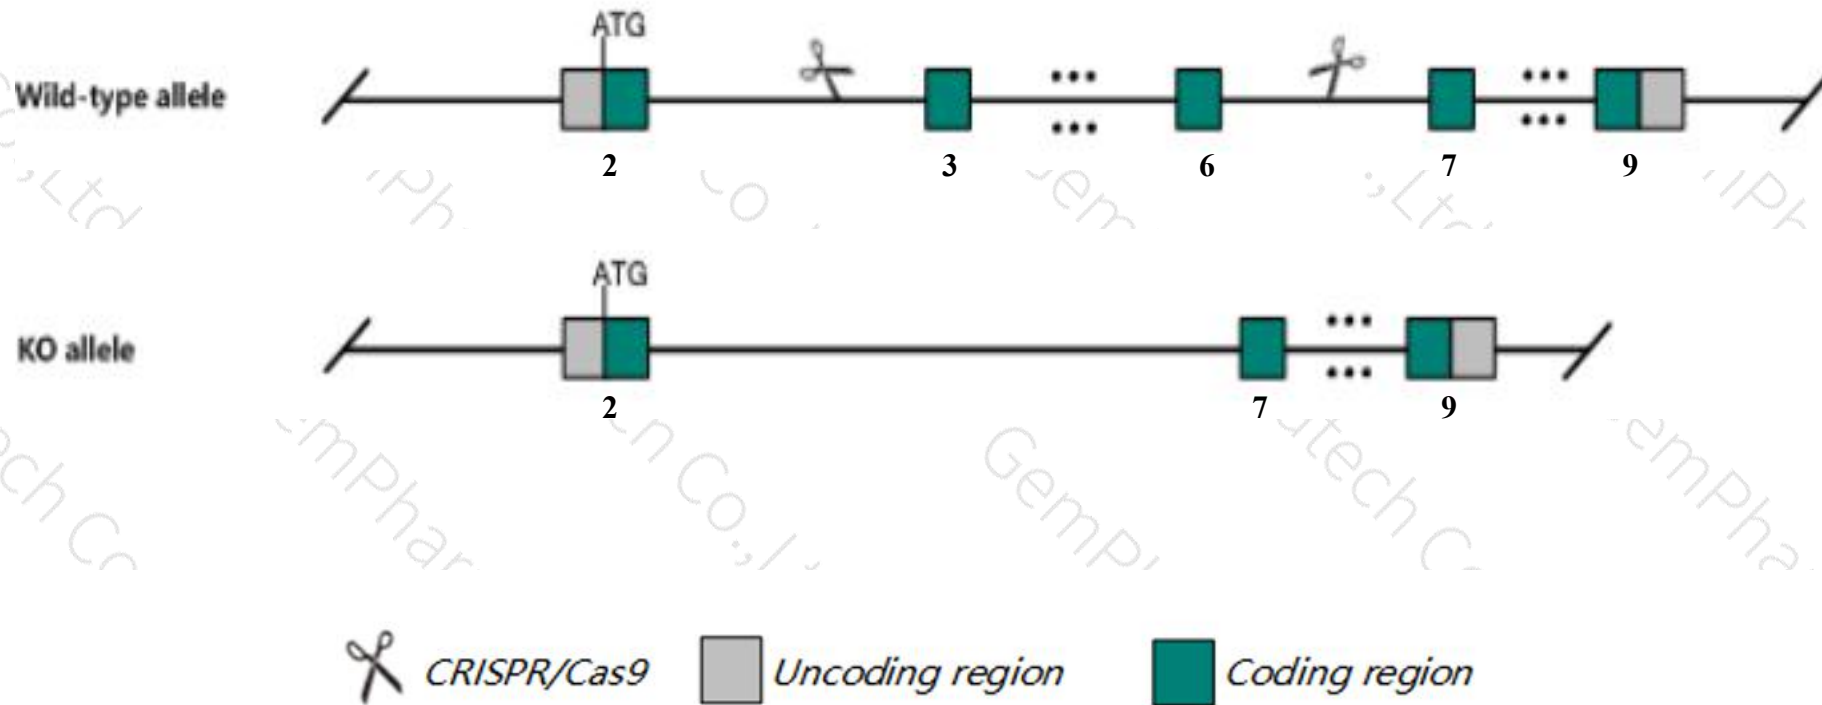 ATG
Wild-type allele
2 3 6 7 9
ATG
KO allele
2 7 9
CRISPR/Cas9 Uncoding region Coding region